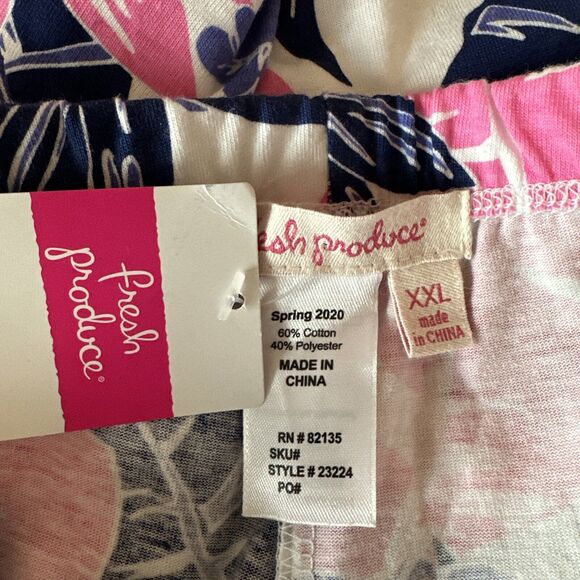 fresh
produce®
esh produce®
XXL
made
in CHINA
Spring 2020
60% Cotton
40% Polyester
MADE IN
CHINA
RN # 82135
SKU#
STYLE # 23224
PO#